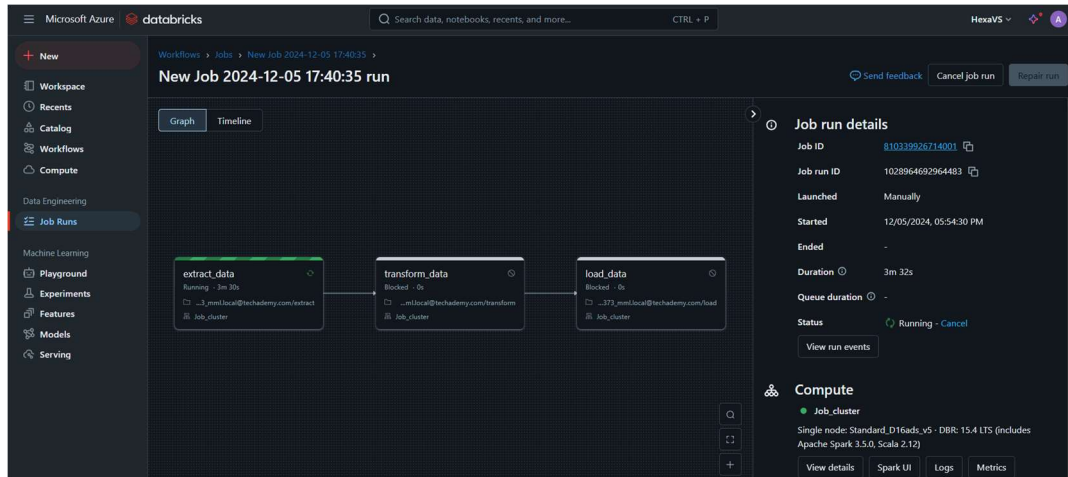 Microsoft Azure
databricks
Search data, notebooks, recents, and more...
CTRL + P
HexaVS
A
New
Workspace
Recents
Catalog
Workflows
Compute
Data Engineering
Job Runs
Machine Learning
Playground
Experiments
Features
Models
Serving
Workflows > Jobs > New Job 2024-12-05 17:40:35 >
New Job 2024-12-05 17:40:35 run
Send feedback
Cancel job run
Repair run
Graph
Timeline
extract_data
Running - 3m 30s
...3_mml.local@techademy.com/extract
Job_cluster
transform_data
Blocked - 0s
...ml.local@techademy.com/transform
Job_cluster
load_data
Blocked - 0s
...373_mml.local@techademy.com/load
Job_cluster
Job run details
Job ID 810339926714001
Job run ID 1028964692964483
Launched Manually
Started 12/05/2024, 05:54:30 PM
Ended -
Duration 3m 32s
Queue duration -
Status Running - Cancel
View run events
Compute
Job_cluster
Single node: Standard_D16ads_v5 · DBR: 15.4 LTS (includes
Apache Spark 3.5.0, Scala 2.12)
View details
Spark UI
Logs
Metrics